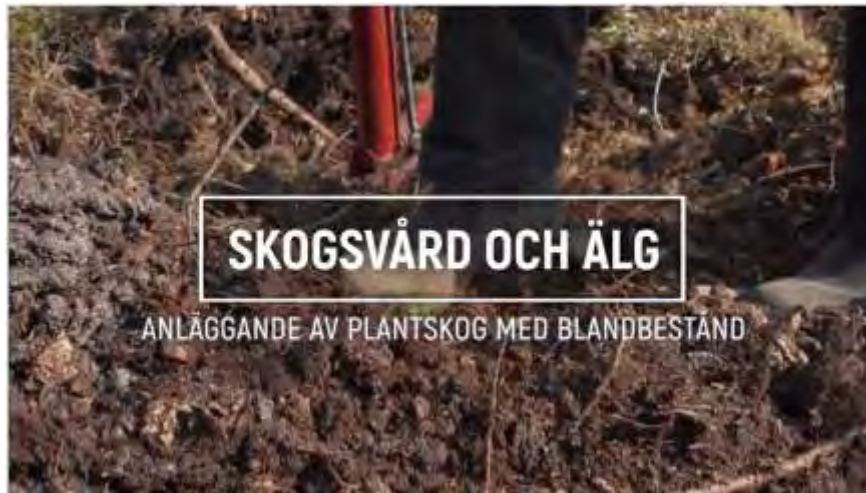 SKOGSVÅRD OCH ÄLG
ANLÄGGANDE AV PLANTSKOG MED BLANDBESTÅND